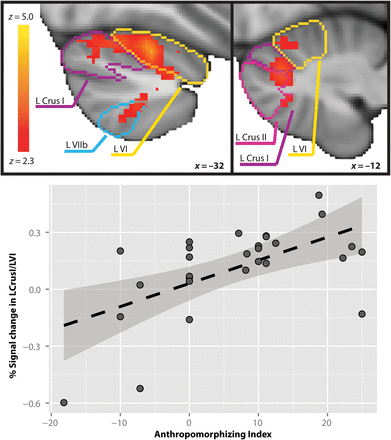 z = 5.0
z = 2.3
L Crus I
L VIIb
L VI
x = –32
L Crus II
L Crus I
L VI
x = –12
% Signal change in LCrusI/LVI
0.3
0.0
−0.3
−0.6
−20
−10
0
10
20
Anthropomorphizing Index